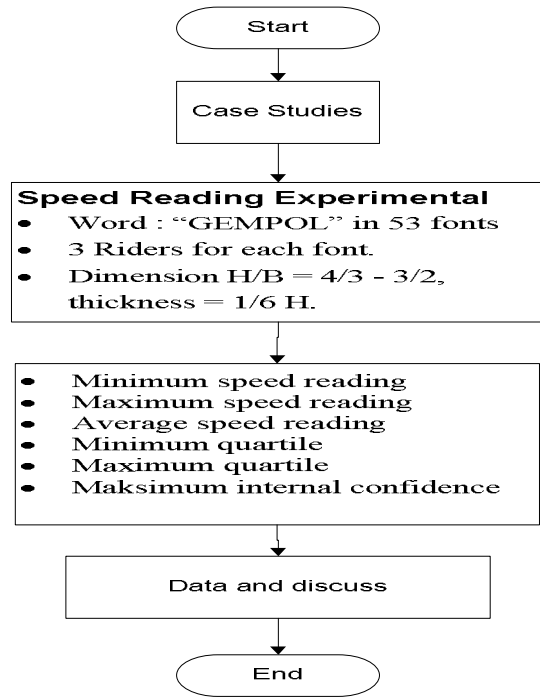 Start
Case Studies
Speed Reading Experimental
• Word : “GEMPOL” in 53 fonts
• 3 Riders for each font.
• Dimension H/B = 4/3 - 3/2,
thickness = 1/6 H.
• Minimum speed reading
• Maximum speed reading
• Average speed reading
• Minimum quartile
• Maximum quartile
• Maksimum internal confidence
Data and discuss
End